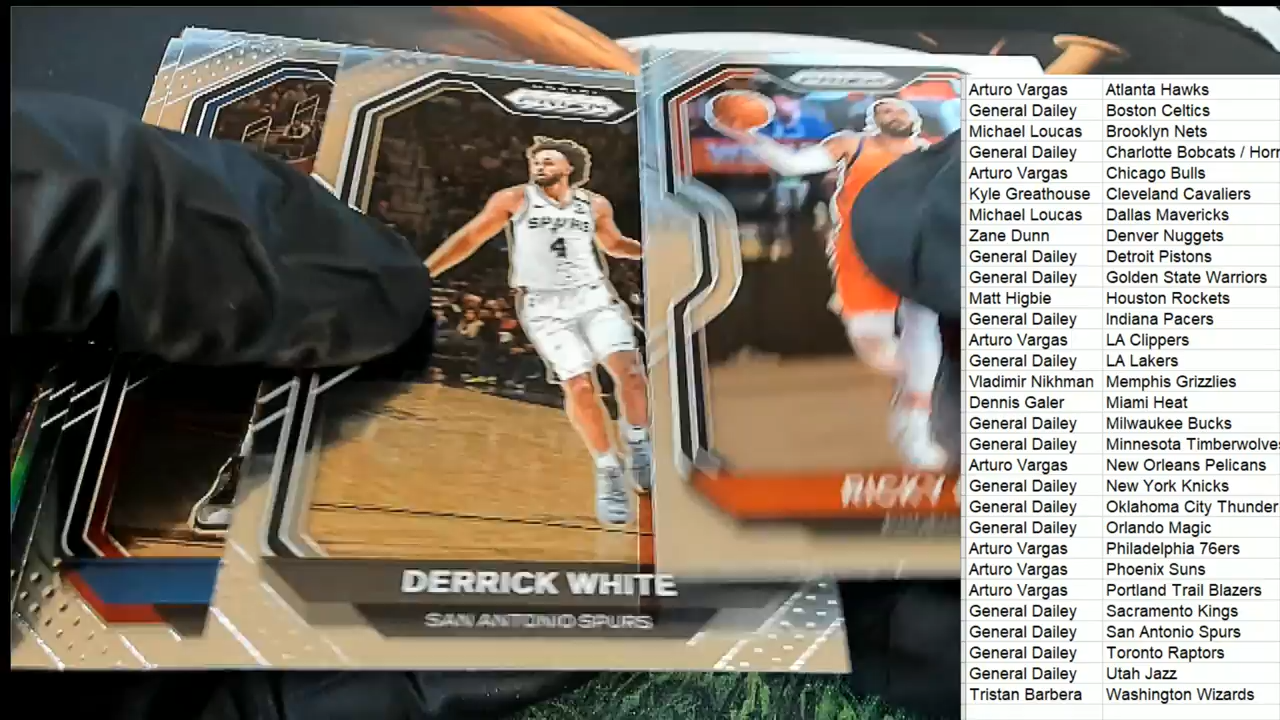 PRIZM
PRIZM
SPURS
4
RICKY
DERRICK WHITE
SAN ANTONIO SPURS
Arturo Vargas Atlanta Hawks
General Dailey Boston Celtics
Michael Loucas Brooklyn Nets
General Dailey Charlotte Bobcats / Horn
Arturo Vargas Chicago Bulls
Kyle Greathouse Cleveland Cavaliers
Michael Loucas Dallas Mavericks
Zane Dunn Denver Nuggets
General Dailey Detroit Pistons
General Dailey Golden State Warriors
Matt Higbie Houston Rockets
General Dailey Indiana Pacers
Arturo Vargas LA Clippers
General Dailey LA Lakers
Vladimir Nikhman Memphis Grizzlies
Dennis Galer Miami Heat
General Dailey Milwaukee Bucks
General Dailey Minnesota Timberwolves
Arturo Vargas New Orleans Pelicans
General Dailey New York Knicks
General Dailey Oklahoma City Thunder
General Dailey Orlando Magic
Arturo Vargas Philadelphia 76ers
Arturo Vargas Phoenix Suns
Arturo Vargas Portland Trail Blazers
General Dailey Sacramento Kings
General Dailey San Antonio Spurs
General Dailey Toronto Raptors
General Dailey Utah Jazz
Tristan Barbera Washington Wizards